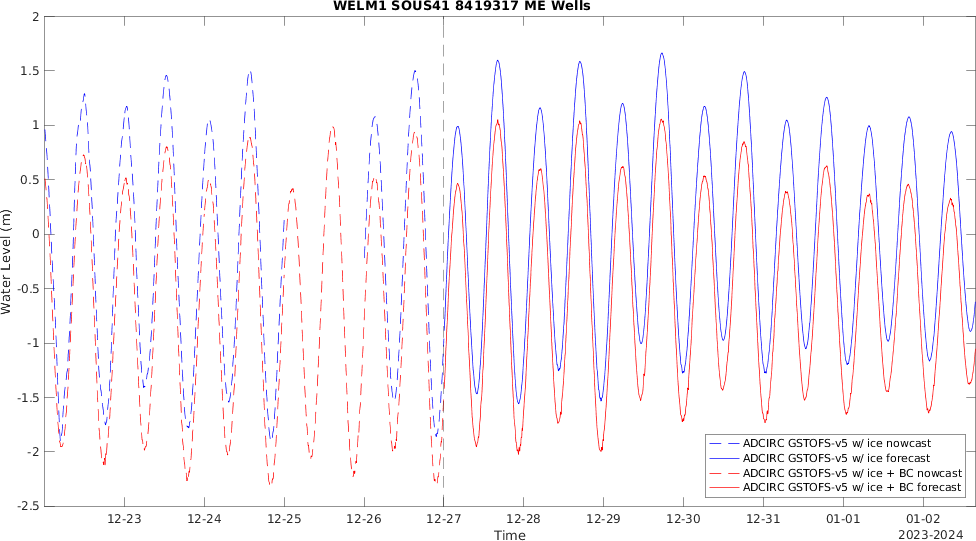 WELM1 SOUS41 8419317 ME Wells
2
1.5
1
0.5
0
-0.5
-1
-1.5
-2
-2.5
Water Level (m)
12-23 12-24 12-25 12-26 12-27 12-28 12-29 12-30 12-31 01-01 01-02
Time
2023-2024
ADCIRC GSTOFS-v5 w/ ice nowcast
ADCIRC GSTOFS-v5 w/ ice forecast
ADCIRC GSTOFS-v5 w/ ice + BC nowcast
ADCIRC GSTOFS-v5 w/ ice + BC forecast